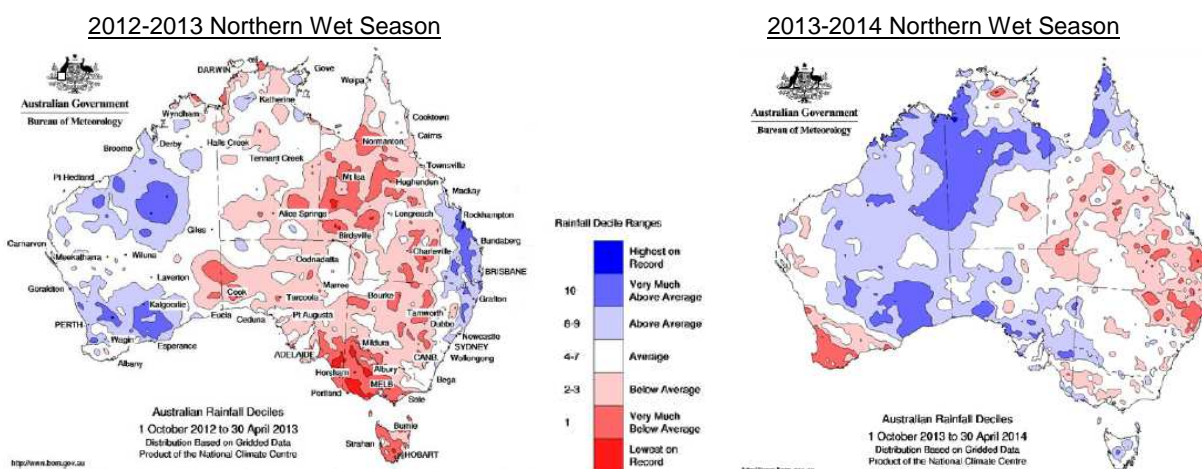 2012-2013 Northern Wet Season
2013-2014 Northern Wet Season
Australian Government
Bureau of Meteorology
DARWIN
Gove
Weipa
Katherine
Wyndham
Cooktown
Cairns
Derby
Broome
Halls Creek
Normanton
Tennant Creek
Townsville
Pt Hedland
Mt Isa
Hughenden
Mackay
Alice Springs
Longreach
Rockhampton
Giles
Birdsville
Carnarvon
Bundaberg
Meekatharra
Wiluna
Oodnadatta
Charleville
BRISBANE
Laverton
Marree
Geraldton
Cook
Tarcoola
Bourke
Grafton
Kalgoorlie
Eucla
Ceduna
Pt Augusta
Tamworth
PERTH
Dubbo
Newcastle
Wagin
Esperance
Mildura
SYDNEY
Albany
ADELAIDE
CANB.
Wollongong
Horsham
Albury
MELB
Bega
Portland
Sale
Burnie
Strahan
HOBART
Australian Rainfall Deciles
1 October 2012 to 30 April 2013
Distribution Based on Gridded Data
Product of the National Climate Centre
http://www.bom.gov.au
Rainfall Decile Ranges
Highest on
Record
10
Very Much
Above Average
8-9
Above Average
4-7
Average
2-3
Below Average
1
Very Much
Below Average
Lowest on
Record
Australian Government
Bureau of Meteorology
Australian Rainfall Deciles
1 October 2013 to 30 April 2014
Distribution Based on Gridded Data
Product of the National Climate Centre